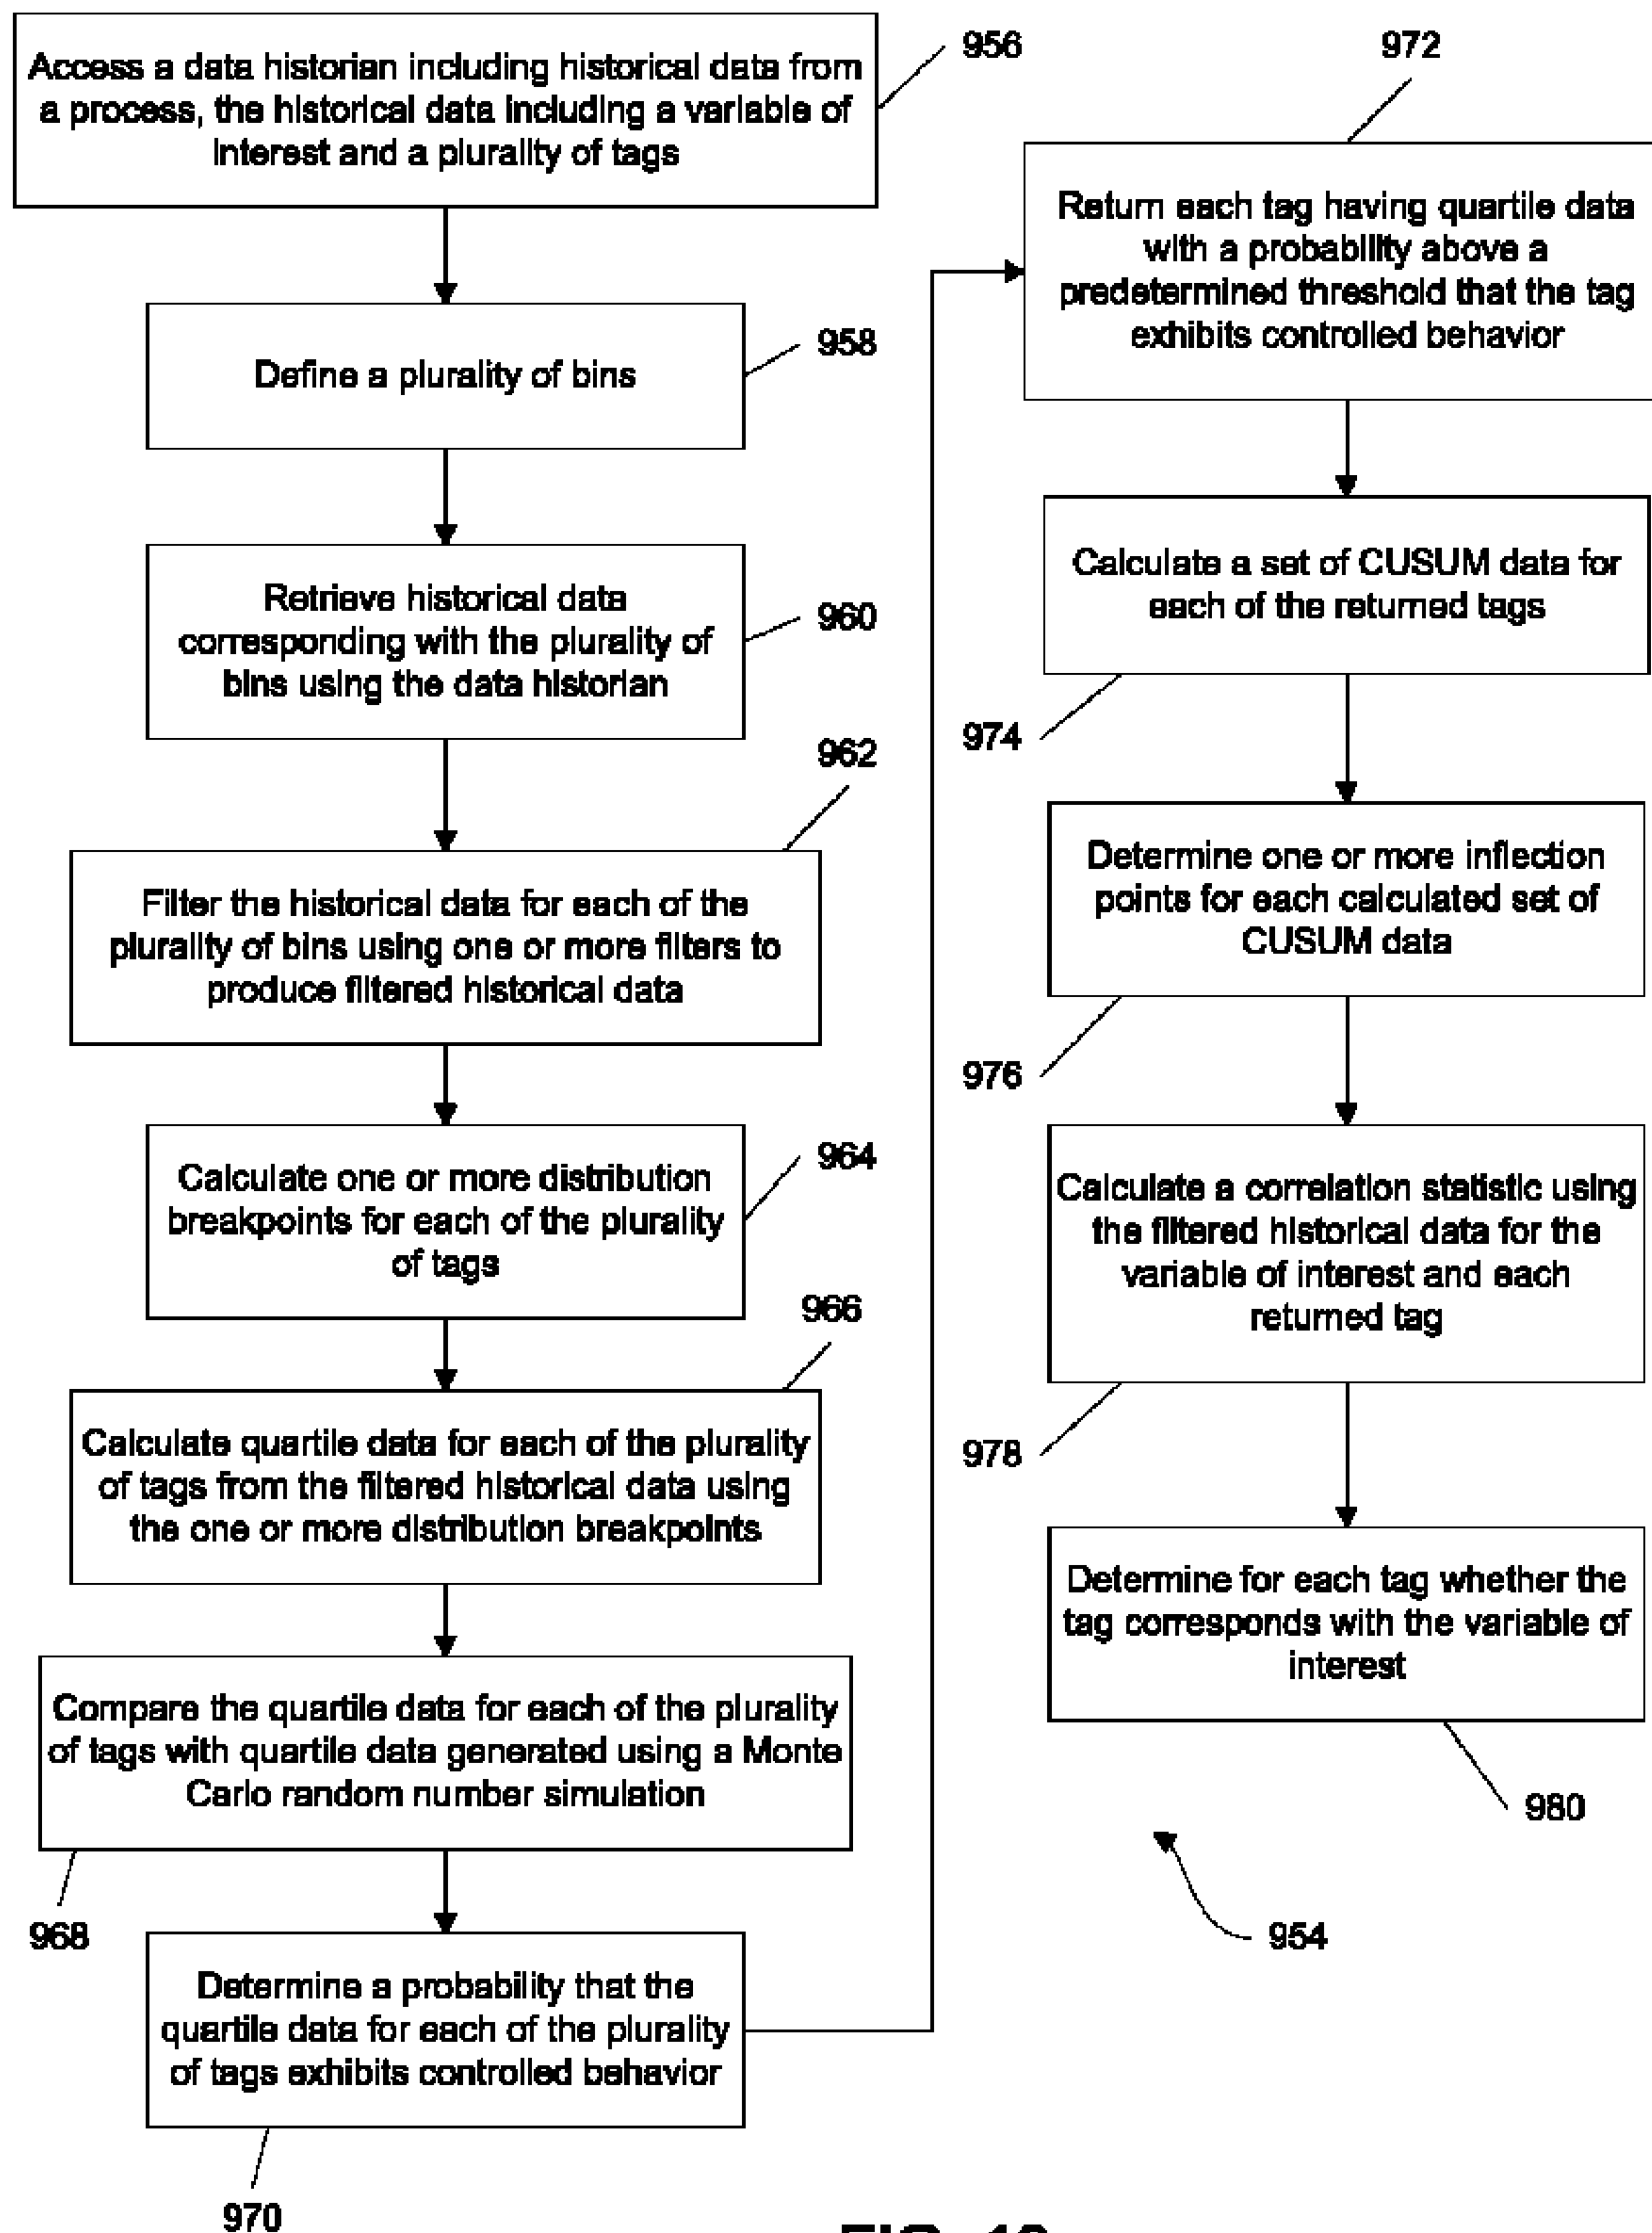 Access a data historian including historical data from
a process, the historical data including a variable of
interest and a plurality of tags
956
Define a plurality of bins
958
Retrieve historical data
corresponding with the plurality of
bins using the data historian
960
962
Filter the historical data for each of the
plurality of bins using one or more filters to
produce filtered historical data
Calculate one or more distribution
breakpoints for each of the plurality
of tags
964
966
Calculate quartile data for each of the plurality
of tags from the filtered historical data using
the one or more distribution breakpoints
Compare the quartile data for each of the plurality
of tags with quartile data generated using a Monte
Carlo random number simulation
968
Determine a probability that the
quartile data for each of the plurality
of tags exhibits controlled behavior
970
972
Return each tag having quartile data
with a probability above a
predetermined threshold that the tag
exhibits controlled behavior
Calculate a set of CUSUM data for
each of the returned tags
974
Determine one or more inflection
points for each calculated set of
CUSUM data
976
Calculate a correlation statistic using
the filtered historical data for the
variable of interest and each
returned tag
978
Determine for each tag whether the
tag corresponds with the variable of
interest
980
954